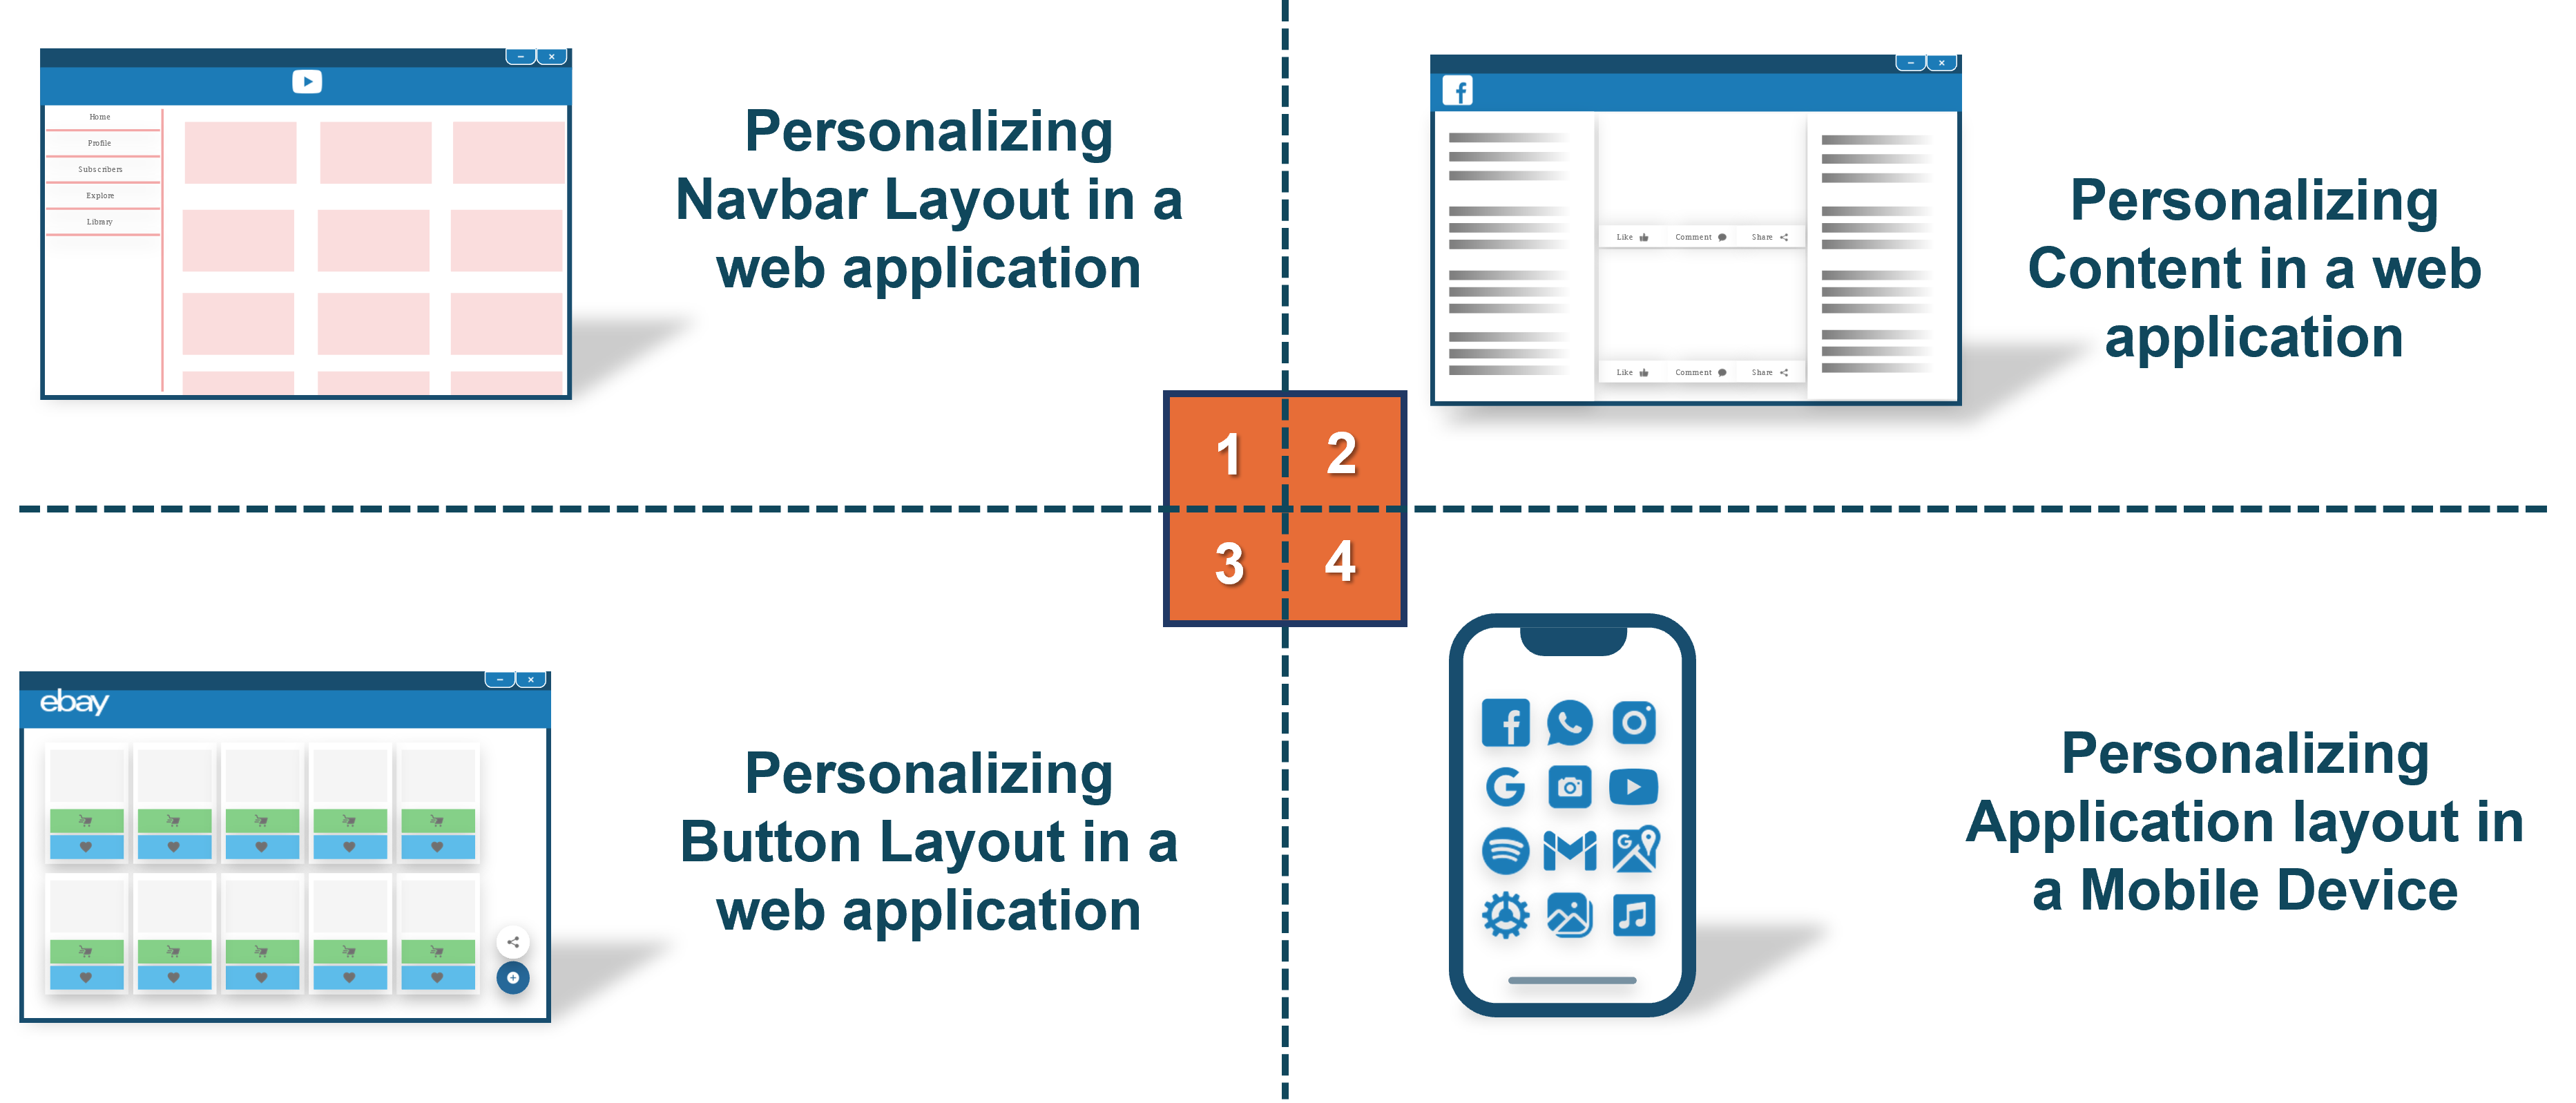 Home
Profile
Subscribers
Explore
Library
Personalizing
Navbar Layout in a
web application
Like Comment Share
Like Comment Share
Personalizing
Content in a web
application
1 2
3 4
ebay
Personalizing
Button Layout in a
web application
Personalizing
Application layout in
a Mobile Device